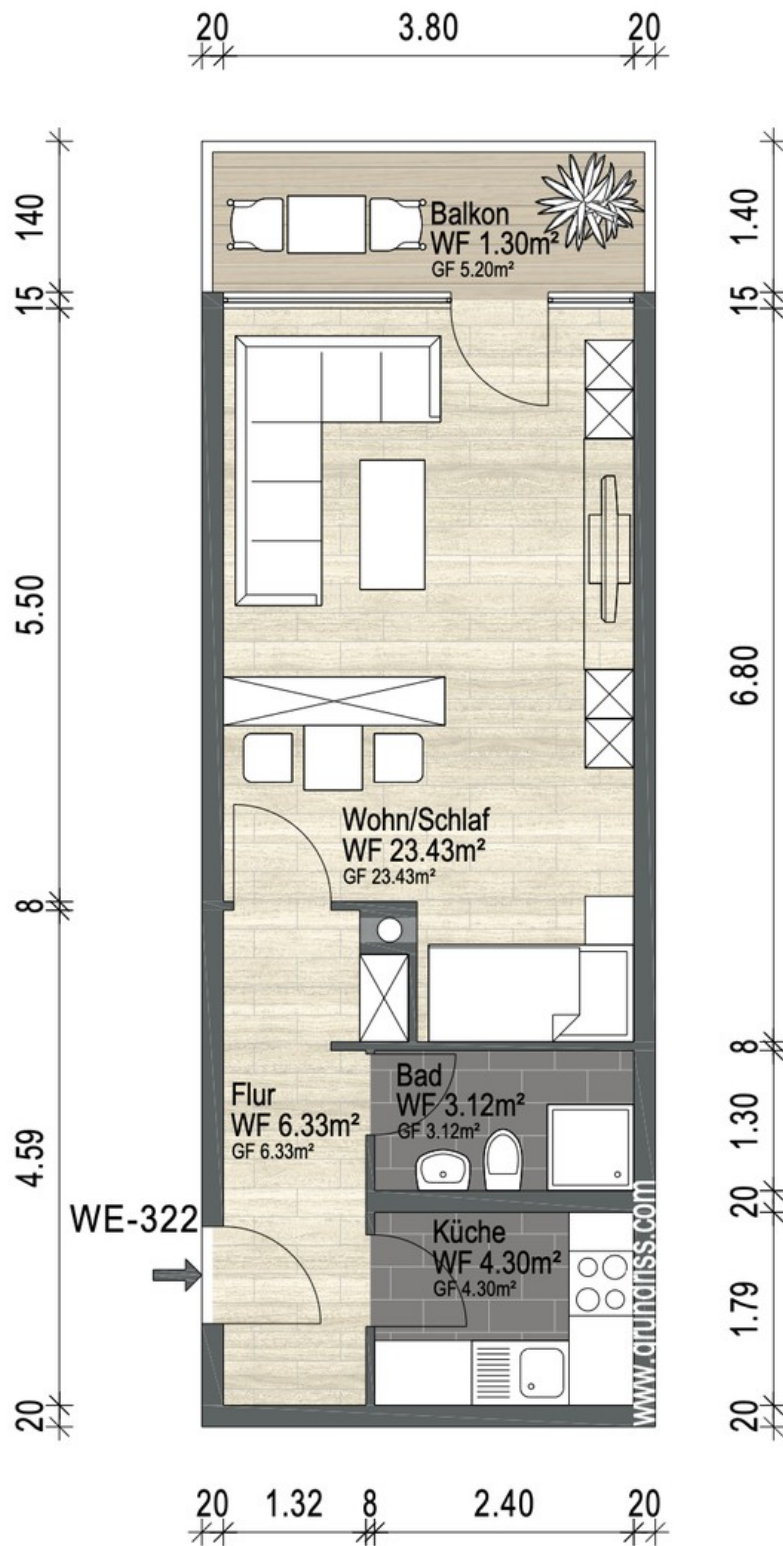 20 3.80 20
140
15
5.50
8
4.59
20
Balkon
WF 1.30m²
GF 5.20m²
1.40
15
6.80
8
1.30
20
1.79
20
Wohn/Schlaf
WF 23.43m²
GF 23.43m²
Flur
WF 6.33m²
GF 6.33m²
Bad
WF 3.12m²
GF 3.12m²
WE-322
Küche
WF 4.30m²
GF 4.30m²
www.grundriss.com
20 1.32 8 2.40 20